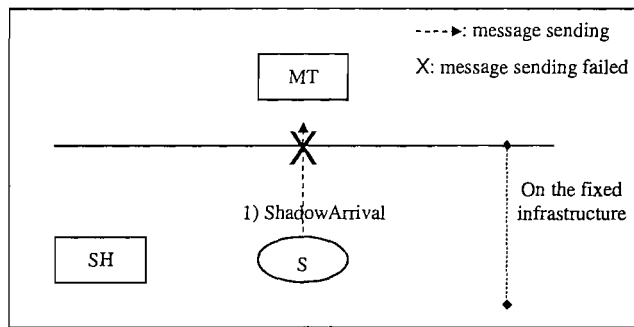 : message sending
X: message sending failed
MT
X
On the fixed
infrastructure
1) ShadowArrival
SH
S